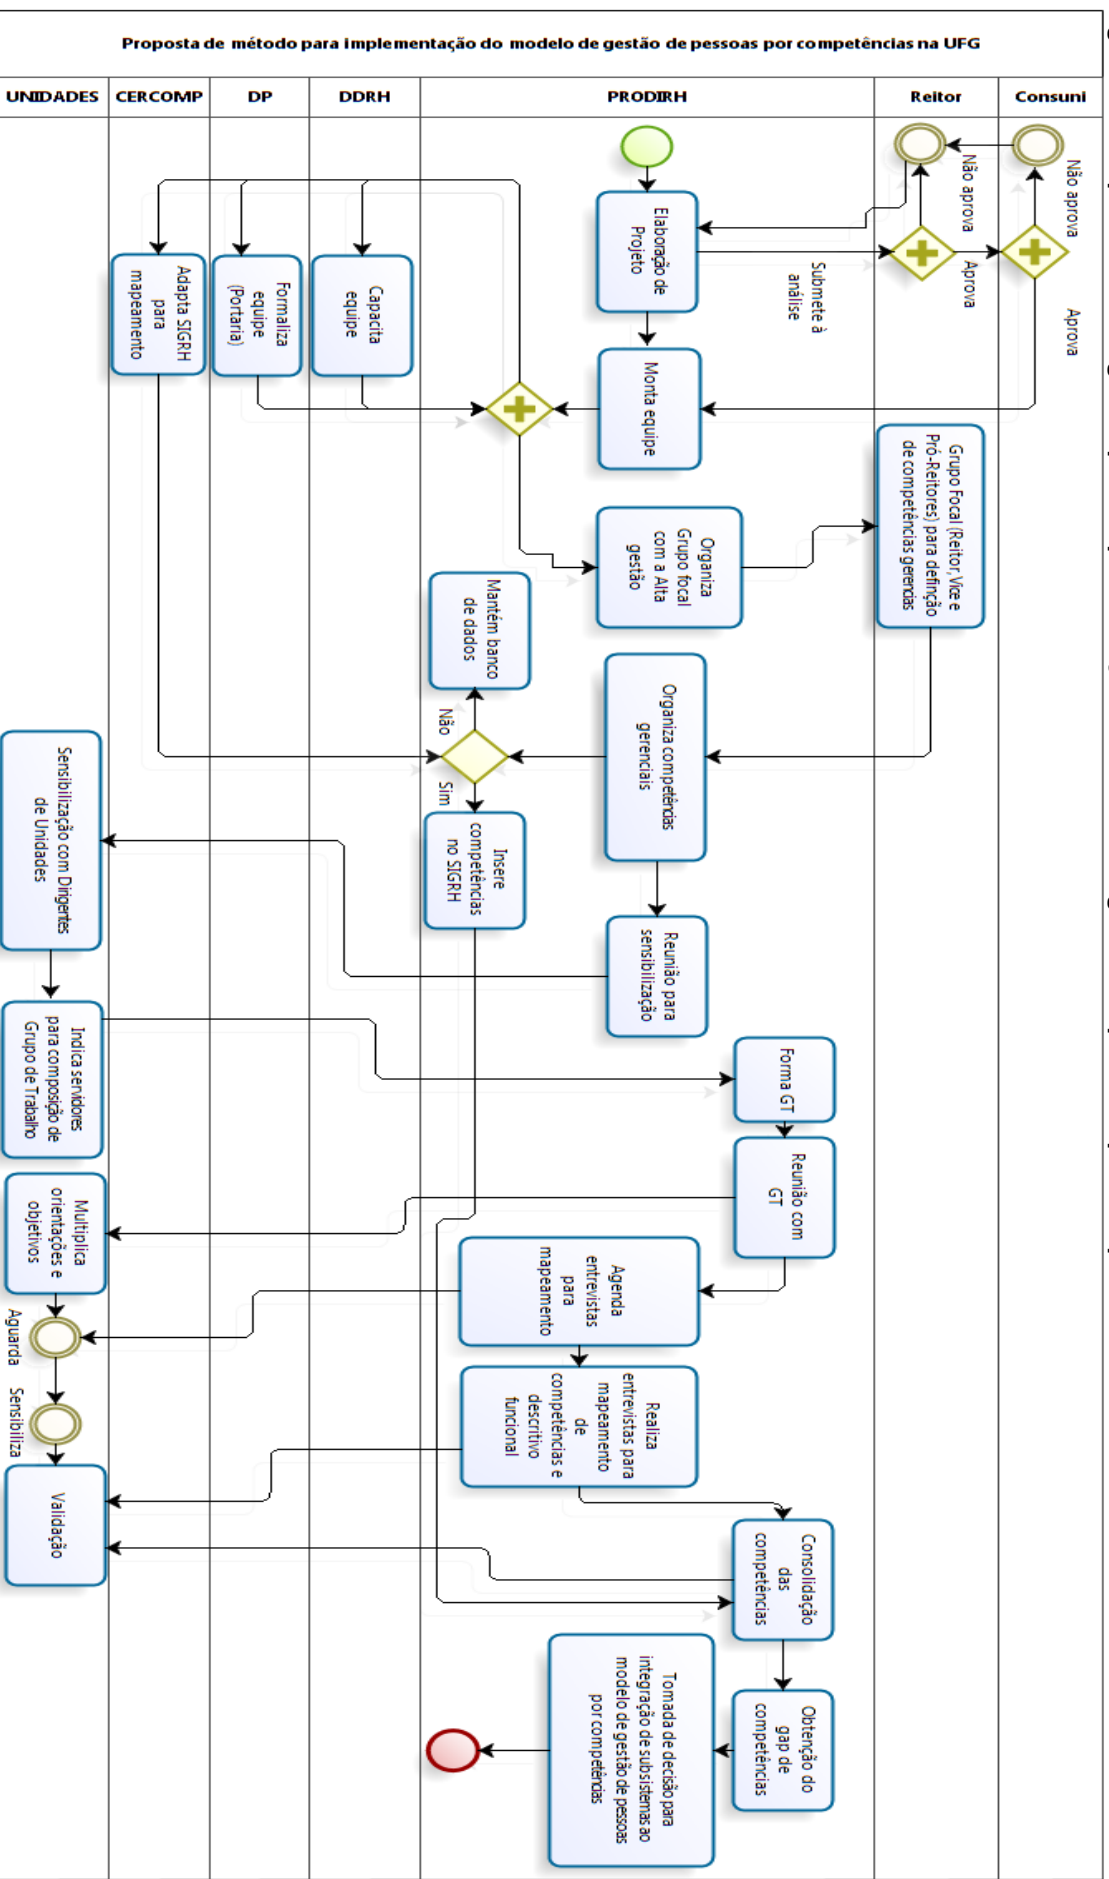 Proposta de método para implementação do modelo de gestão de pessoas por competências na UFG
UNIDADES
CERCOMP
DP
DDRH
PRODIRH
Reitor
Consuni
Não aprova
Aprova
Não aprova
Aprova
Submete à
análise
Elaboração de
Projeto
Monta equipe
Capacita
equipe
Formaliza
equipe
(Portaria)
Adapta SIGRH
para
mapeamento
Grupo Focal (Reitor, Vice e
Pró-Reitores) para definção
de competências gerencias
Organiza
Grupo focal
com a Alta
gestão
Mantém banco
de dados
Não
Sim
Organiza competências
gerenciais
Insere
competências
no SIGRH
Reunião para
sensibilização
Sensibilização com Dirigentes
de Unidades
Indica servidores
para composição de
Grupo de Trabalho
Forma GT
Reunião com
GT
Multiplica
orientações e
objetivos
Aguarda
Sensibiliza
Agenda
entrevistas
para
mapeamento
Realiza
entrevistas para
mapeamento
de
competências e
descritivo
funcional
Validação
Consolidação
das
competências
Obtenção do
gap de
competências
Tomada de decisão para
integração de subsistemas ao
modelo de gestão de pessoas
por competências